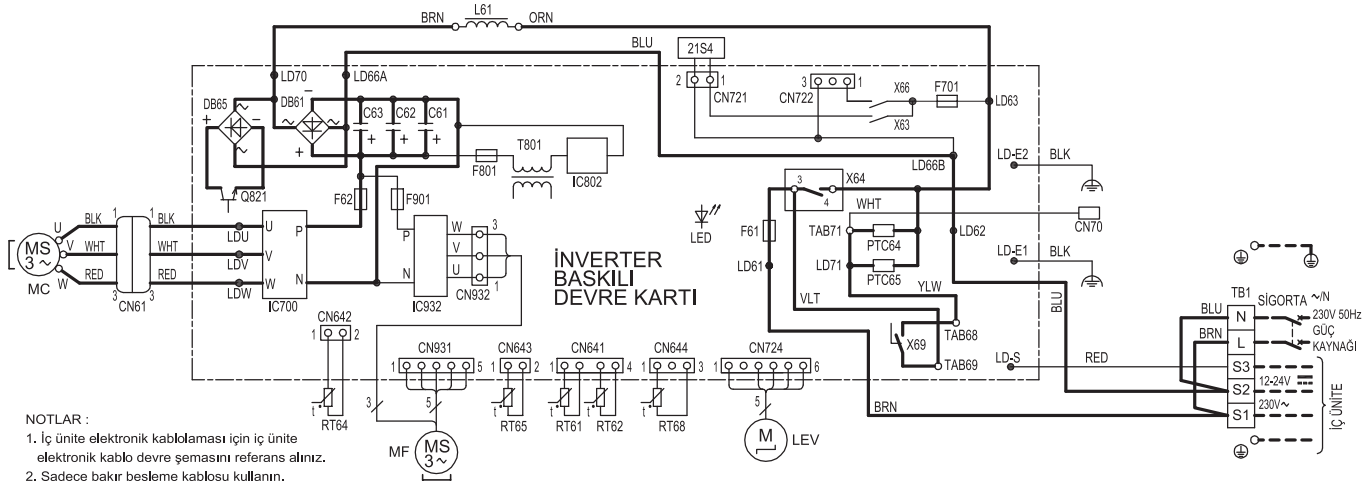 BRN L61 ORN
BLU
21S4
LD70 LD66A
2 1
CN721
3 1
CN722
X66 F701
X63
LD63
DB65 DB61
C63 C62 C61
T801
F801
IC802
LD66B
LD-E2 BLK
Q821
F62 F901
X64
3
4
WHT
CN70
LED
TAB71
PTC64
LD62
U BLK 1 1 BLK
LDU
U P
MS
3 ~
V WHT WHT
LDV
V
W RED 3 3 RED
LDW
W N
MC
CN61
IC700
P
N
IC932
W 3
V
U 1
CN932
İNVERTER
BASKILI
DEVRE KARTI
F61
LD61
LD71
PTC65
YLW
VLT
LD-E1 BLK
BLU
X69
TAB68
TAB69
LD-S RED
BRN
TB1
BLU N
BRN L
S3
S2
S1
SİGORTA ~/N
230V 50Hz
GÜÇ
KAYNAĞI
12-24V
230V~
İÇ ÜNİTE
CN642
1 2
CN931
1 5
CN643
1 2
CN641
1 4
CN644
1 3
CN724
1 6
t° RT64
3
5
t° RT65
t° RT61
t° RT62
t° RT68
5
MF
MS
3 ~
M
LEV
NOTLAR :
1. İç ünite elektronik kablolaması için iç ünite
elektronik kablo devre şemasını referans alınız.
2. Sadece bakır besleme kablosu kullanın.